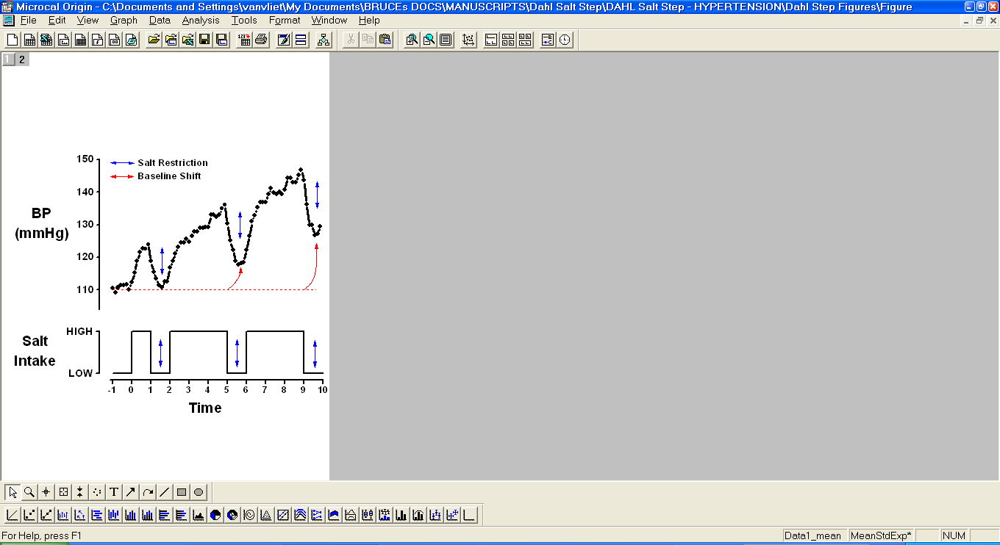 Microcal Origin - C:\Documents and Settings\vanvliet\My Documents\BRUCEs DOCS\MANUSCRIPTS\Dahl Salt Step\DAHL Salt Step - HYPERTENSION\Dahl Step Figures\Figure
File Edit View Graph Data Analysis Tools Format Window Help
1 2
150
Salt Restriction
Baseline Shift
140
BP
(mmHg)
130
120
110
HIGH
Salt
Intake
LOW
-1 0 1 2 3 4 5 6 7 8 9 10
Time
T
For Help, press F1
Data1_mean MeanStdExp* NUM